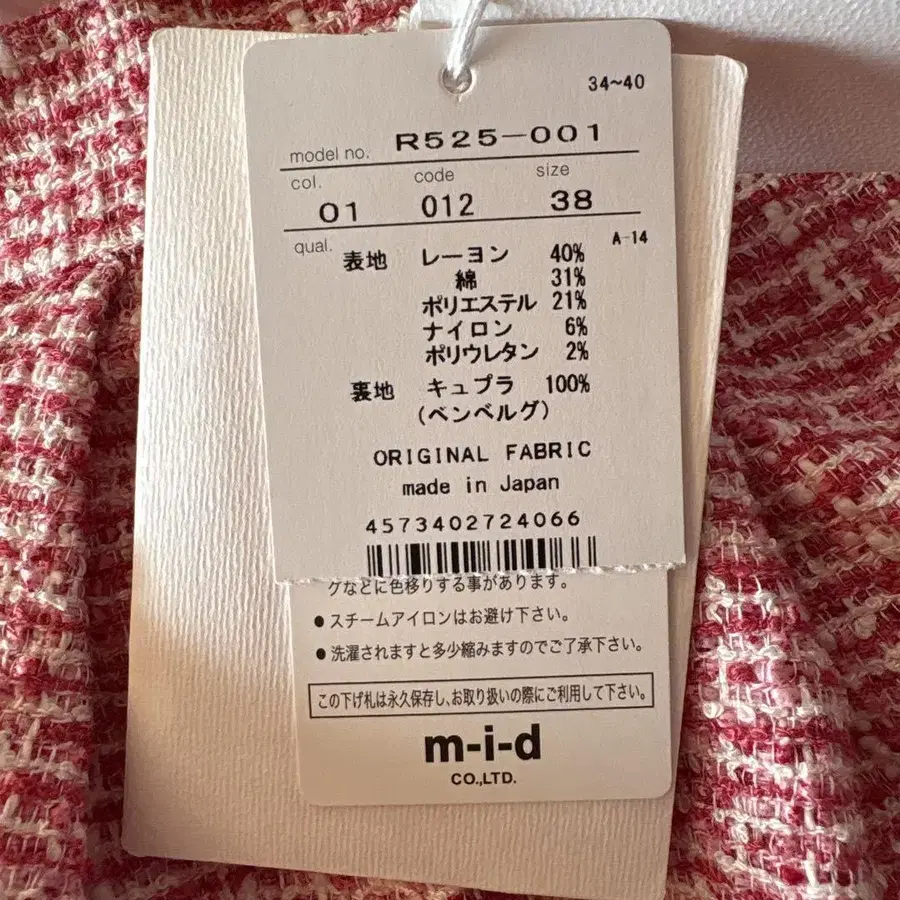 34~40
model no. R525-001
col. code size
01 012 38
qual. A-14
表地 レーヨン 40%
綿 31%
ポリエステル 21%
ナイロン 6%
ポリウレタン 2%
裏地 キュプラ 100%
(ベンベルグ)
ORIGINAL FABRIC
made in Japan
4573402724066
グなどに色移りする事があります。
●スチームアイロンはお避け下さい。
●洗濯されますと多少縮みますのでご了承下さい。
この下げ札は永久保存し、お取り扱いの際にご利用して下さい。
m-i-d
CO.,LTD.